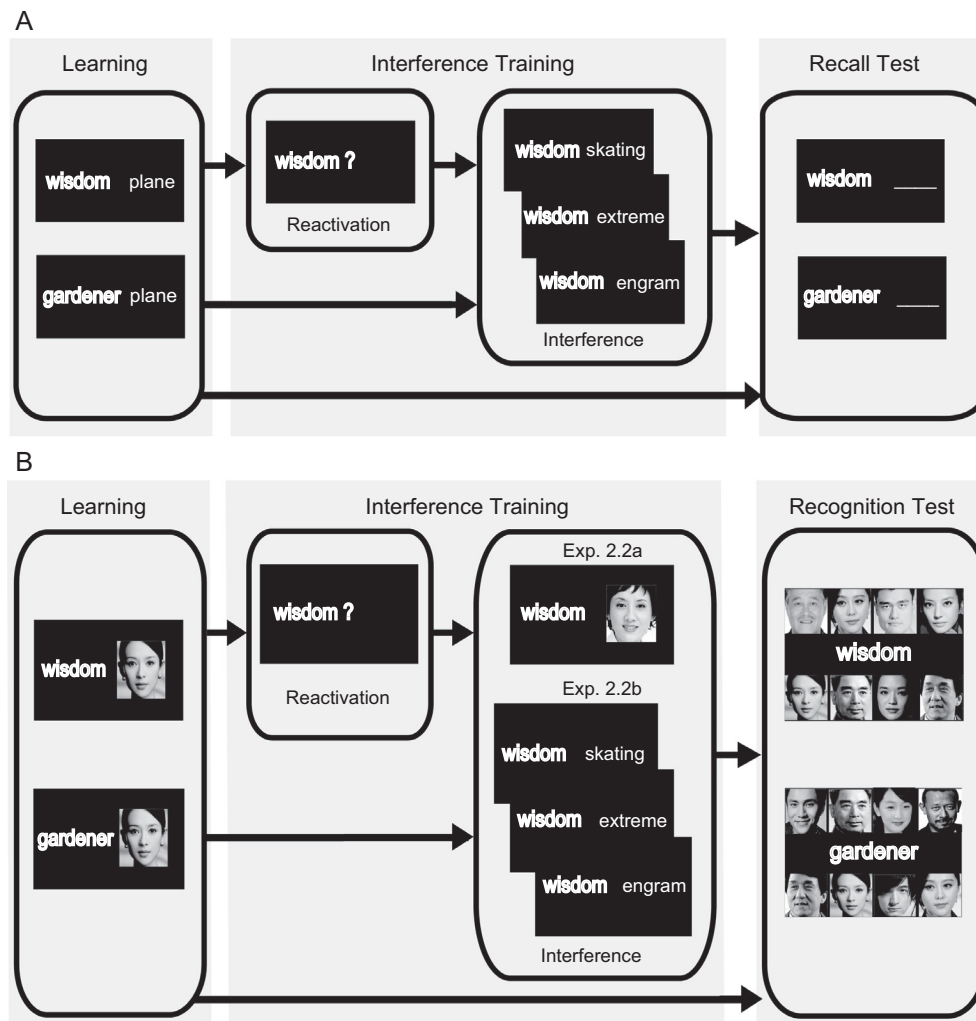 A
Learning
Interference Training
Recall Test
wisdom plane
gardener plane
wisdom ?
Reactivation
wisdom skating
wisdom extreme
wisdom engram
Interference
wisdom ____
gardener ____
B
Learning
Interference Training
Recognition Test
wisdom
gardener
wisdom ?
Reactivation
Exp. 2.2a
wisdom
Exp. 2.2b
wisdom skating
wisdom extreme
wisdom engram
Interference
wisdom
gardener